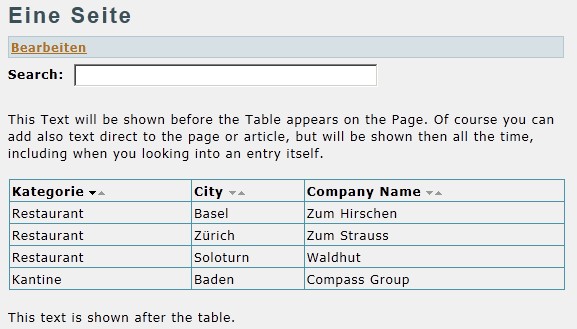 Eine Seite
Bearbeiten
Search:
This Text will be shown before the Table appears on the Page. Of course you can
add also text direct to the page or article, but will be shown then all the time,
including when you looking into an entry itself.
Kategorie City Company Name
Restaurant Basel Zum Hirschen
Restaurant Zürich Zum Strauss
Restaurant Soloturn Waldhut
Kantine Baden Compass Group
This text is shown after the table.